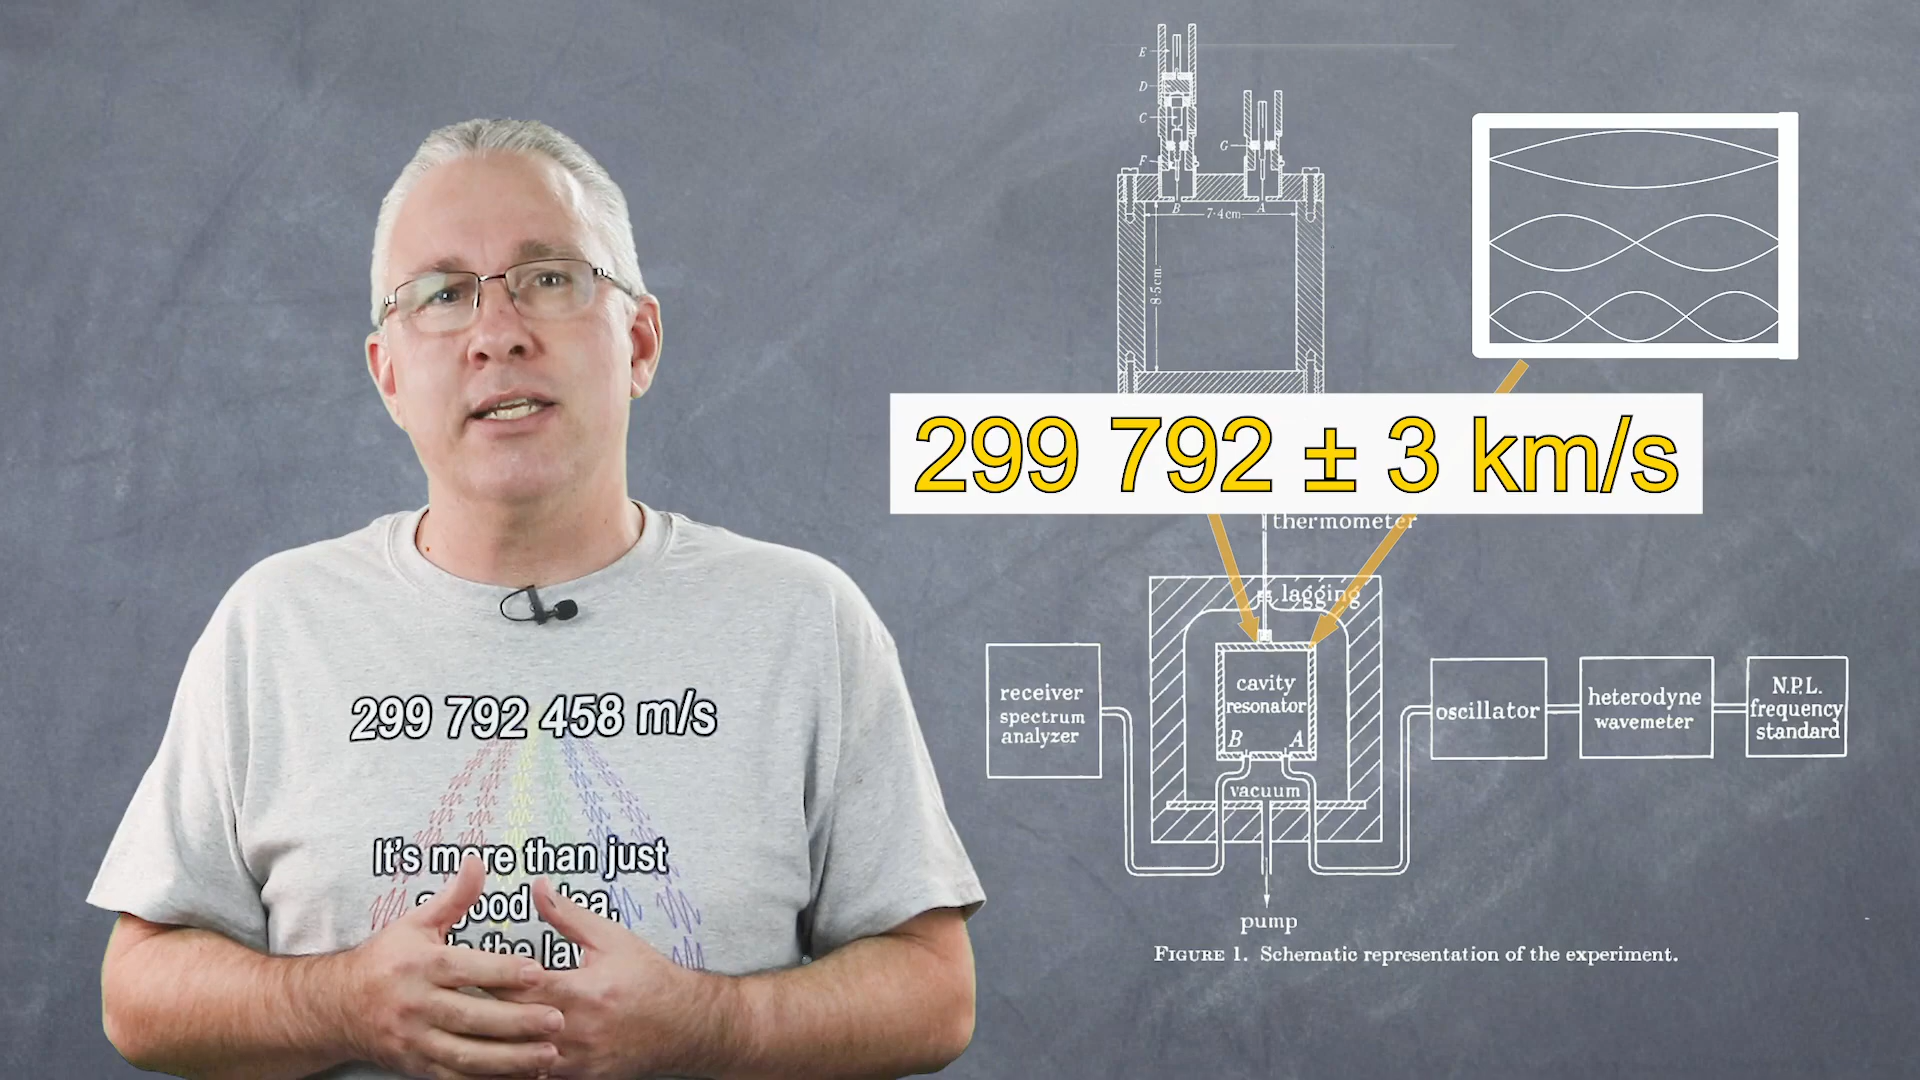 299 792 458 m/s
It's more than just
good
the
E
D
C
F
G
B
A
7·4 cm
8·5 cm
299 792 ± 3 km/s
thermometer
lagging
receiver
spectrum
analyzer
cavity
resonator
B A
vacuum
pump
oscillator
heterodyne
wavemeter
N.P.L.
frequency
standard
FIGURE 1. Schematic representation of the experiment.